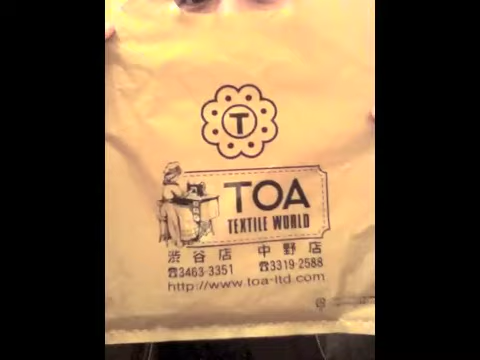 T
TOA
TEXTILE WORLD
渋谷店 中野店
☎3463-3351 ☎3319-2588
http://www.toa-ltd.com